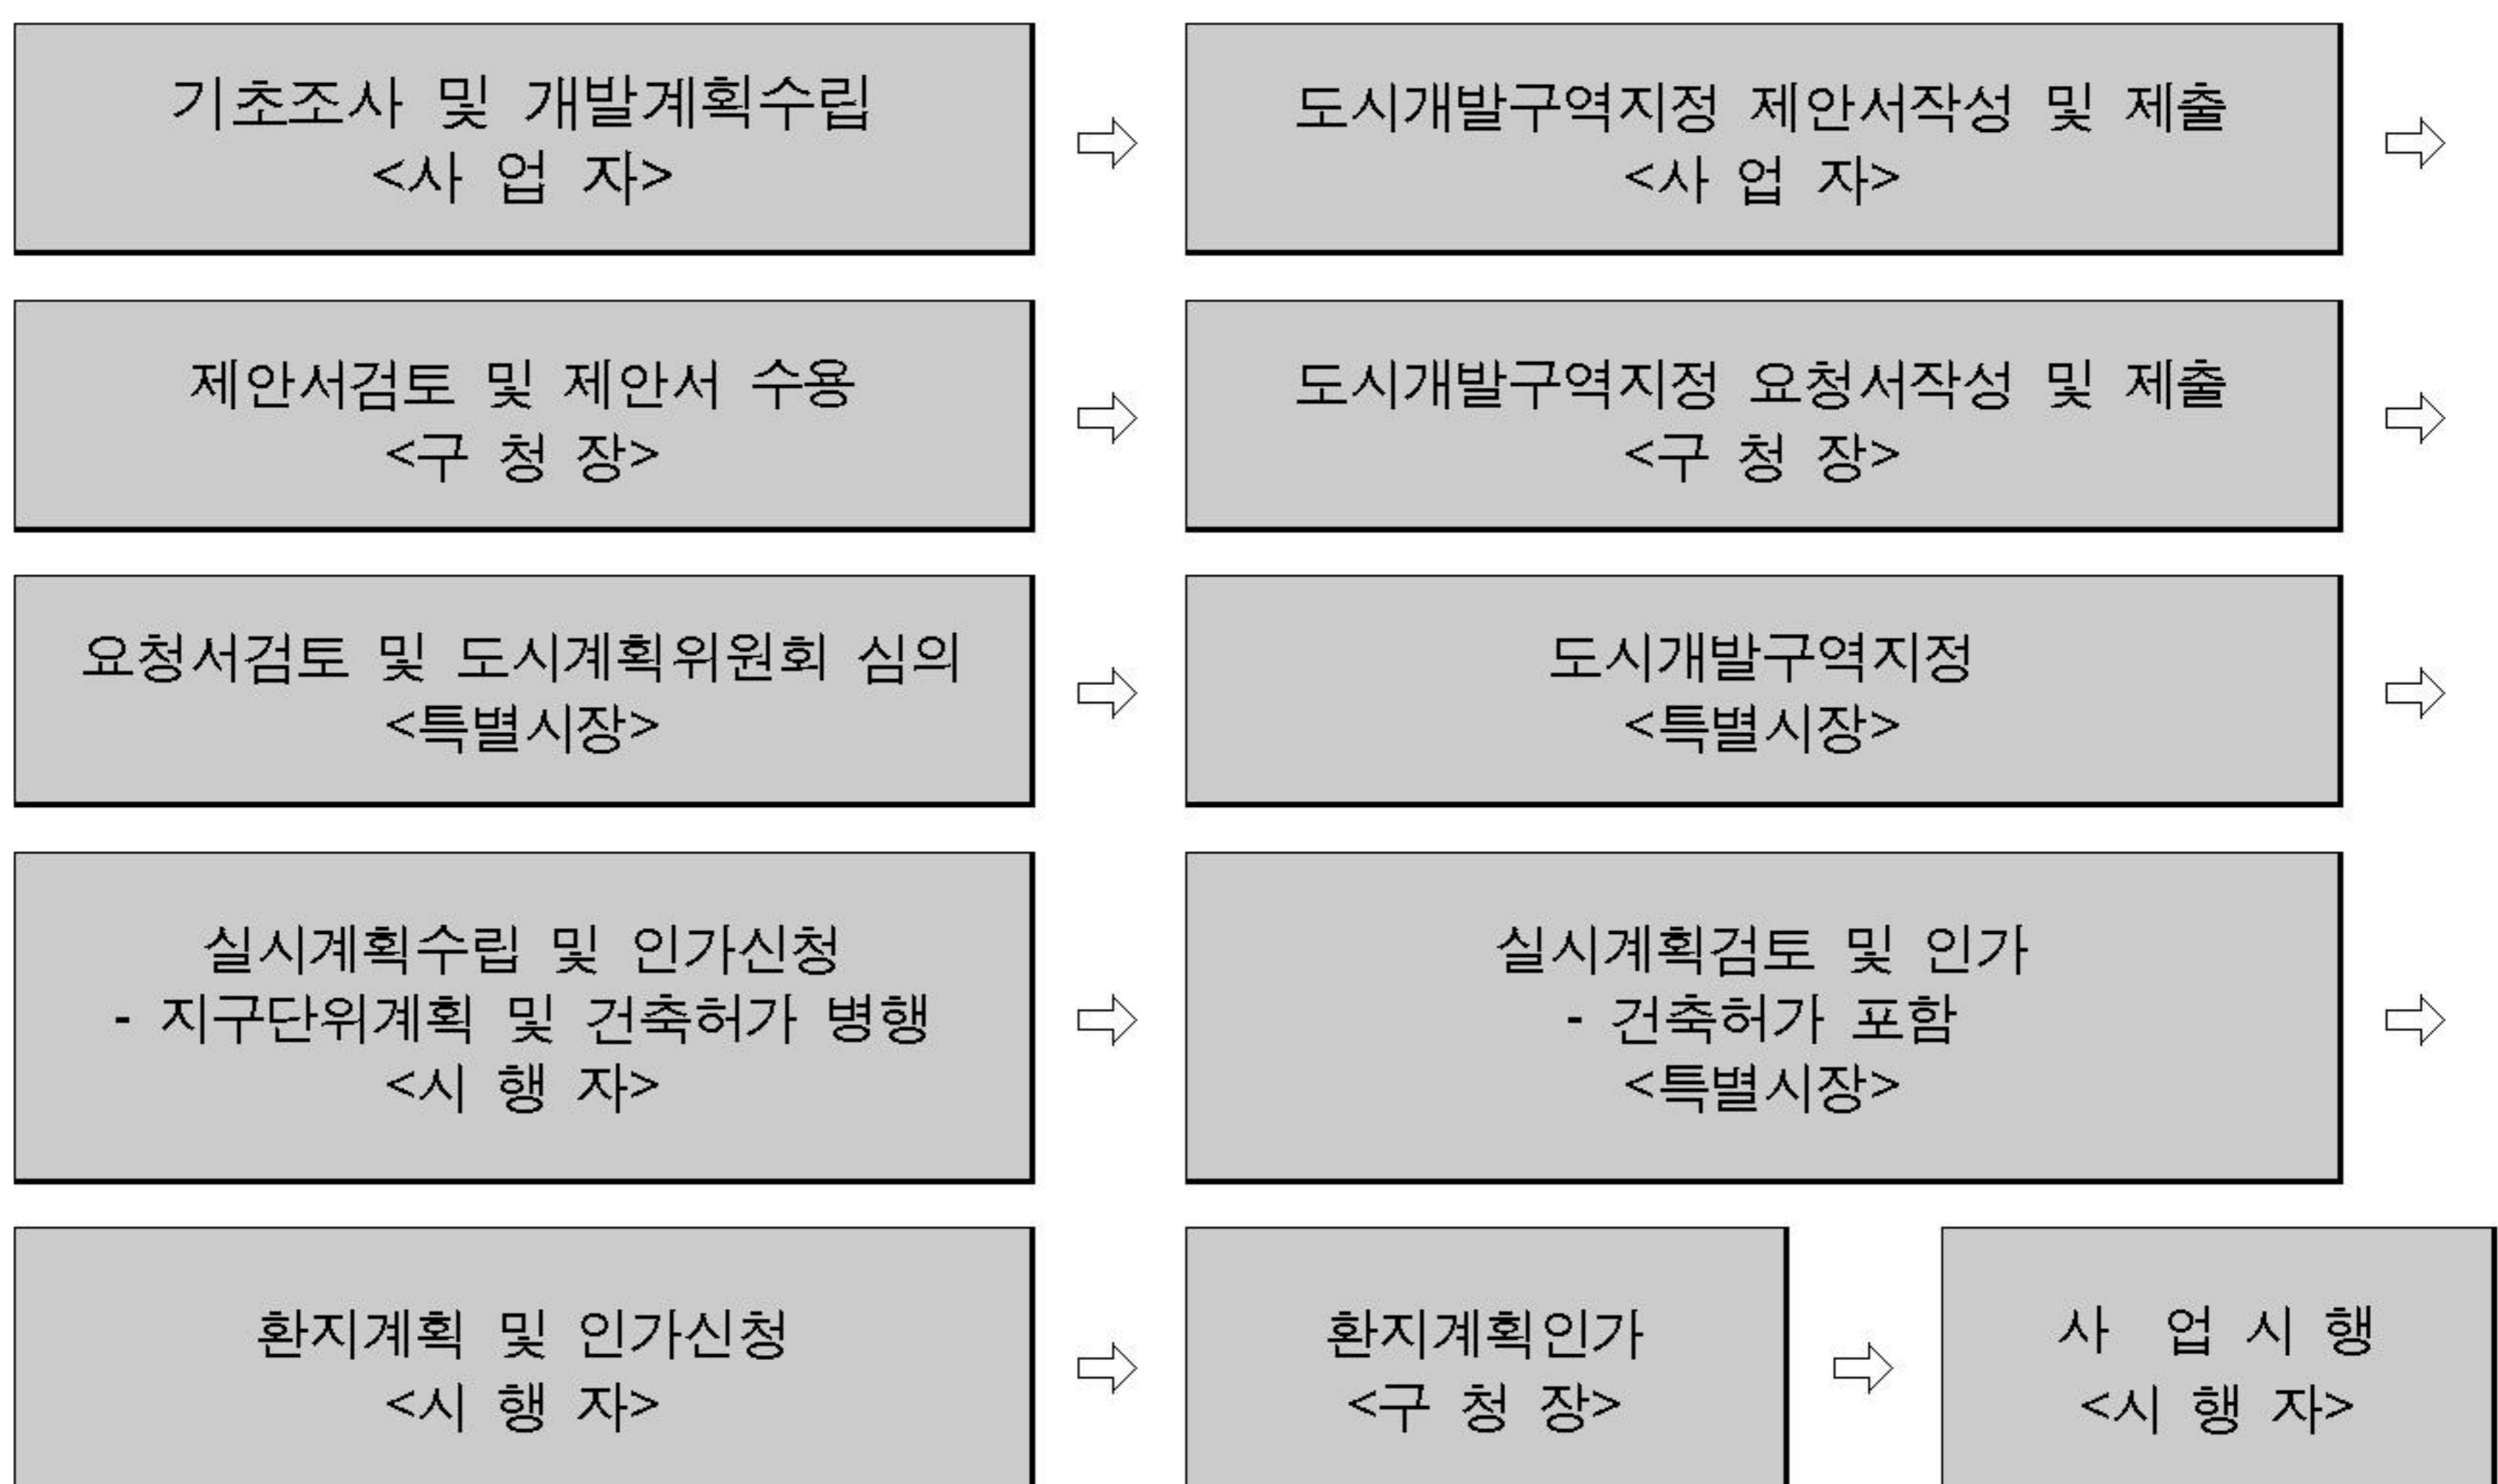 기초조사 및 개발계획수립
<사 업 자>
도시개발구역지정 제안서작성 및 제출
<사 업 자>
제안서검토 및 제안서 수용
<구 청 장>
도시개발구역지정 요청서작성 및 제출
<구 청 장>
요청서검토 및 도시계획위원회 심의
<특별시장>
도시개발구역지정
<특별시장>
실시계획수립 및 인가신청
- 지구단위계획 및 건축허가 병행
<시 행 자>
실시계획검토 및 인가
- 건축허가 포함
<특별시장>
환지계획 및 인가신청
<시 행 자>
환지계획인가
<구 청 장>
사 업 시 행
<시 행 자>